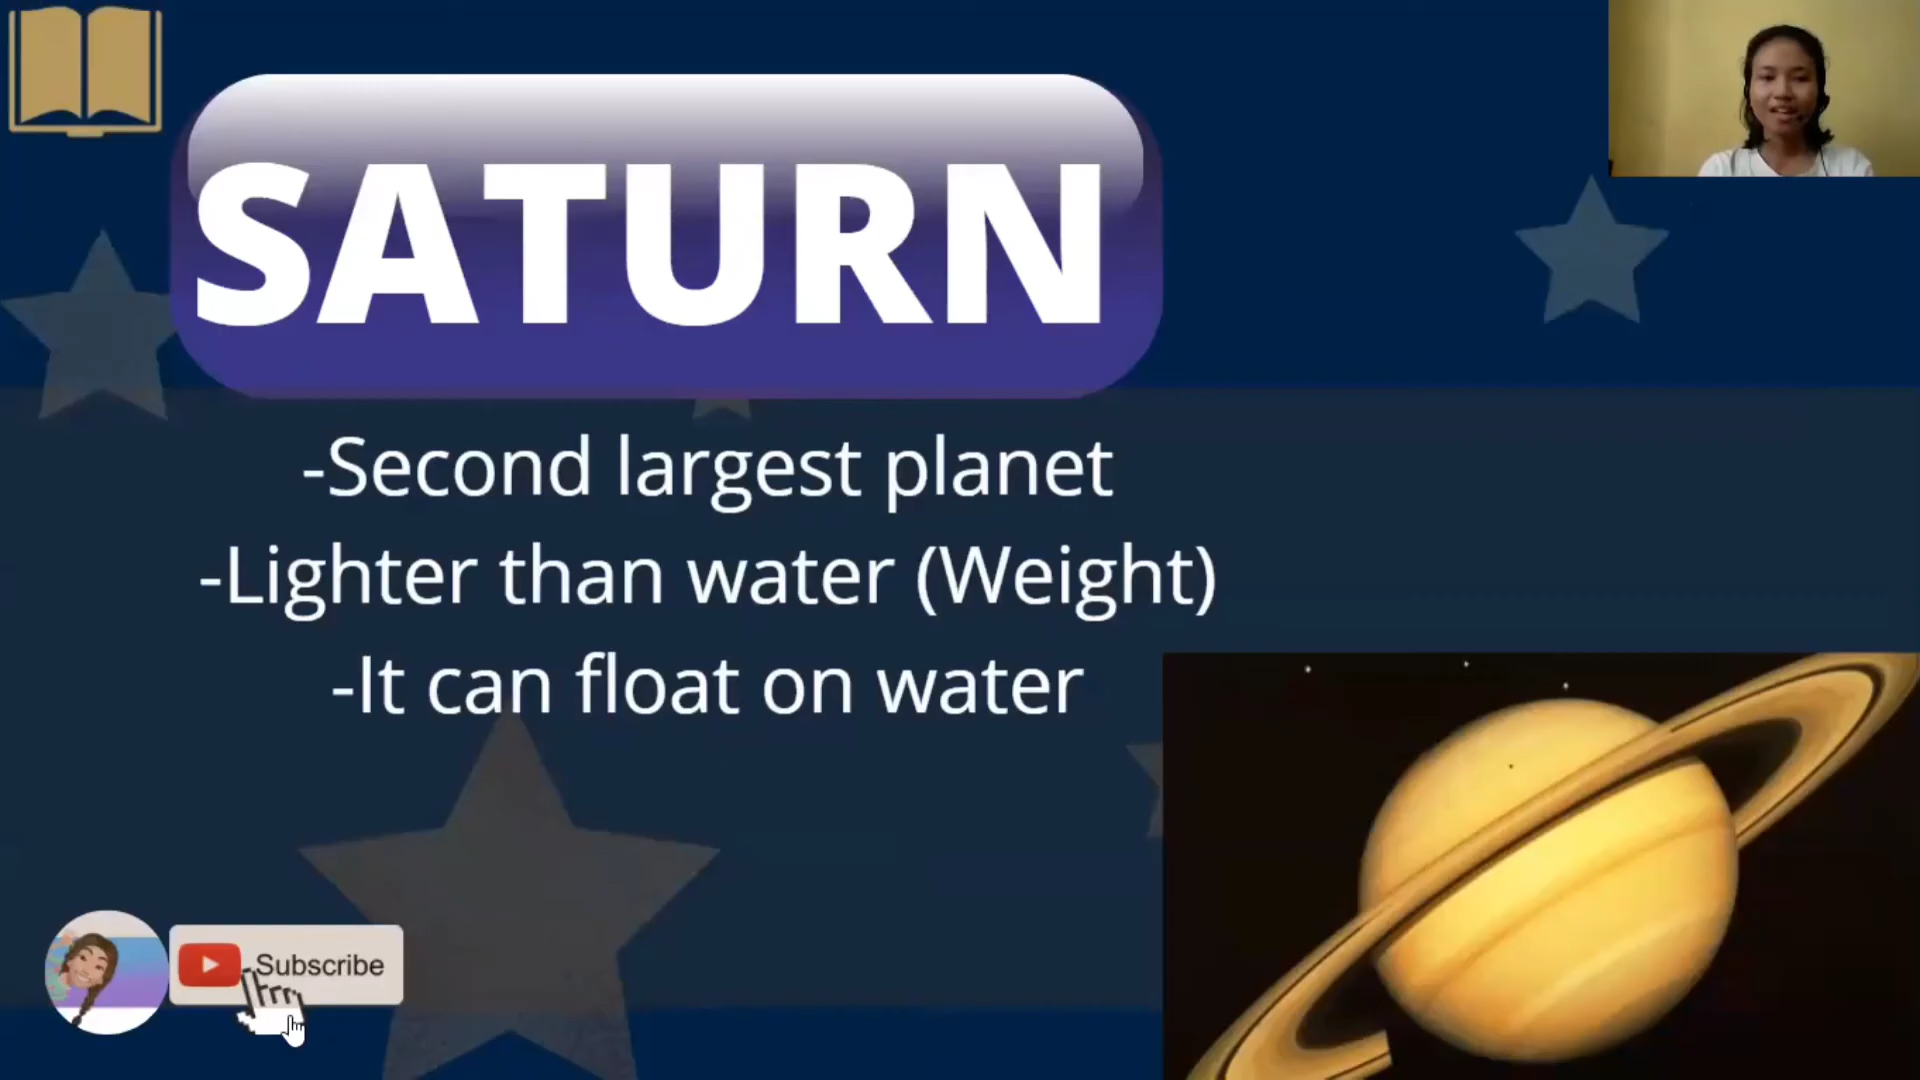 SATURN
-Second largest planet
-Lighter than water (Weight)
-It can float on water
Subscribe